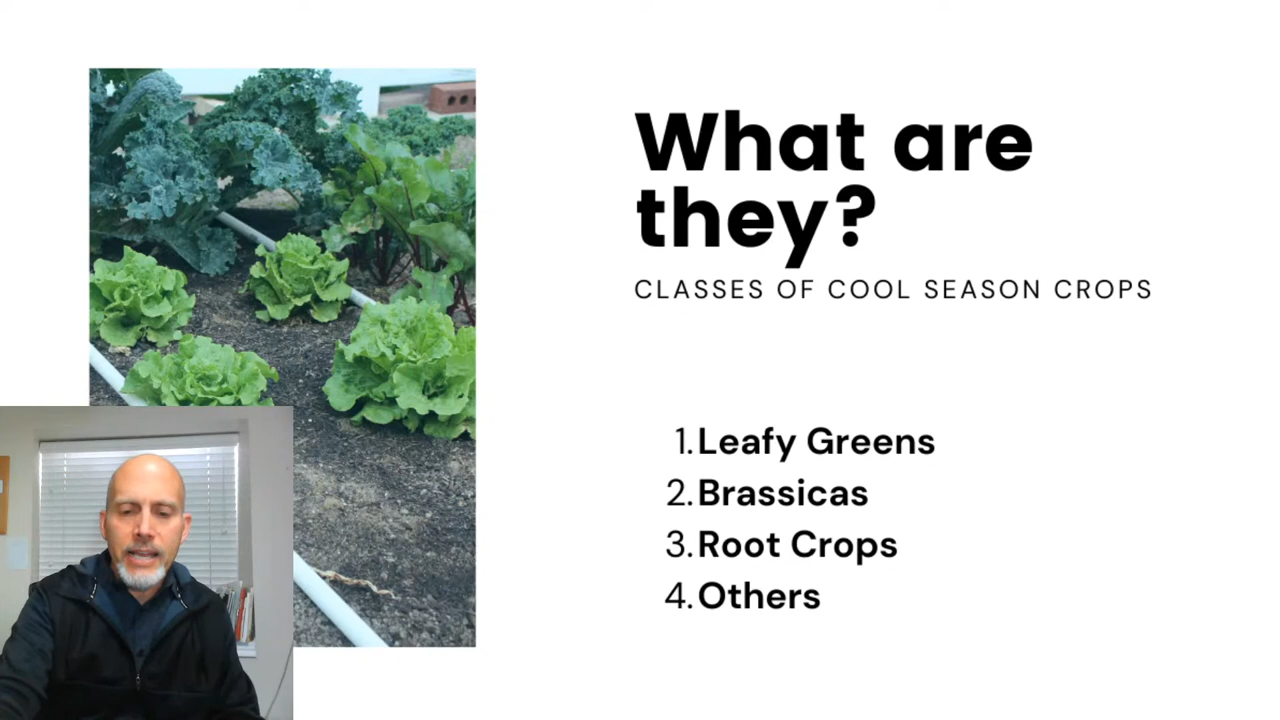 What are
they?
CLASSES OF COOL SEASON CROPS
1. Leafy Greens
2. Brassicas
3. Root Crops
4. Others